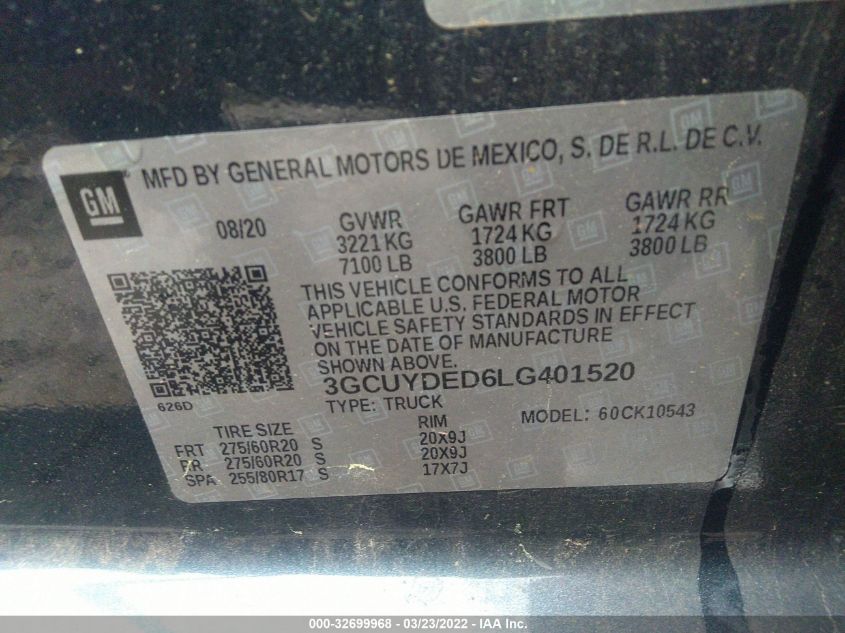 GM
MFD BY GENERAL MOTORS DE MEXICO, S. DE R.L. DE C.V.
08/20
GVWR
3221 KG
7100 LB
GAWR FRT
1724 KG
3800 LB
GAWR RR
1724 KG
3800 LB
THIS VEHICLE CONFORMS TO ALL
APPLICABLE U.S. FEDERAL MOTOR
VEHICLE SAFETY STANDARDS IN EFFECT
ON THE DATE OF MANUFACTURE
SHOWN ABOVE.
626D
3GCUYDED6LG401520
TYPE: TRUCK
MODEL: 60CK10543
TIRE SIZE
RIM
FRT 275/60R20 S 20X9J
RR 275/60R20 S 20X9J
SPA 255/80R17 S 17X7J
000-32699968 - 03/23/2022 - IAA Inc.